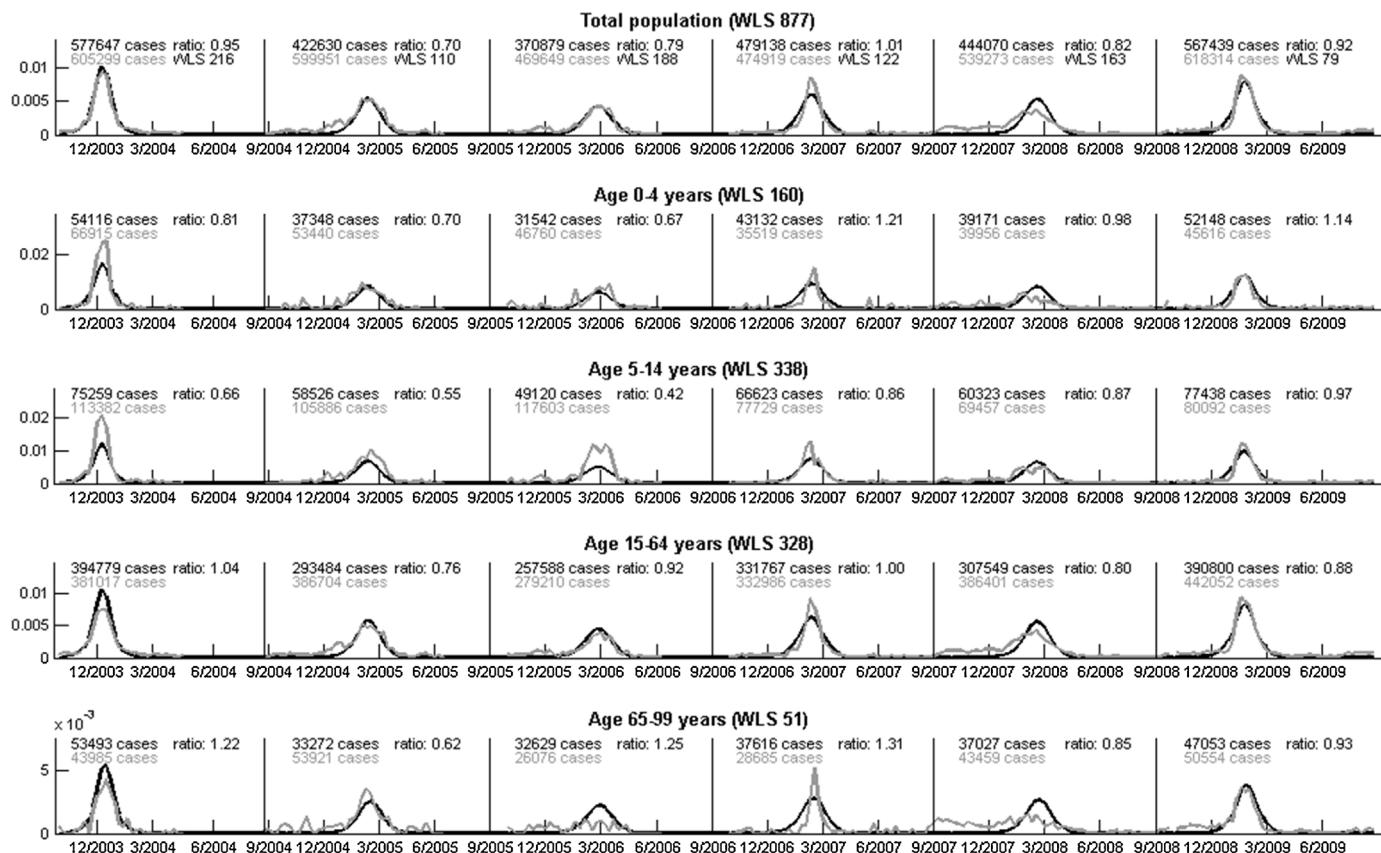 Total population (WLS 877)
577647 cases ratio: 0.95 422630 cases ratio: 0.70 370879 cases ratio: 0.79 479138 cases ratio: 1.01 444070 cases ratio: 0.82 567439 cases ratio: 0.92
605299 cases WLS 216 599951 cases WLS 110 469649 cases WLS 188 474919 cases WLS 122 539273 cases WLS 163 618314 cases WLS 79
0.01
0.005
0
12/2003 3/2004 6/2004 9/2004 12/2004 3/2005 6/2005 9/2005 12/2005 3/2006 6/2006 9/2006 12/2006 3/2007 6/2007 9/2007 12/2007 3/2008 6/2008 9/2008 12/2008 3/2009 6/2009
Age 0-4 years (WLS 160)
54116 cases ratio: 0.81 37348 cases ratio: 0.70 31542 cases ratio: 0.67 43132 cases ratio: 1.21 39171 cases ratio: 0.98 52148 cases ratio: 1.14
66915 cases 53440 cases 46760 cases 35519 cases 39956 cases 45616 cases
0.02
0
12/2003 3/2004 6/2004 9/2004 12/2004 3/2005 6/2005 9/2005 12/2005 3/2006 6/2006 9/2006 12/2006 3/2007 6/2007 9/2007 12/2007 3/2008 6/2008 9/2008 12/2008 3/2009 6/2009
Age 5-14 years (WLS 338)
75259 cases ratio: 0.66 58526 cases ratio: 0.55 49120 cases ratio: 0.42 66623 cases ratio: 0.86 60323 cases ratio: 0.87 77438 cases ratio: 0.97
113382 cases 105886 cases 117603 cases 77729 cases 69457 cases 80092 cases
0.02
0.01
0
12/2003 3/2004 6/2004 9/2004 12/2004 3/2005 6/2005 9/2005 12/2005 3/2006 6/2006 9/2006 12/2006 3/2007 6/2007 9/2007 12/2007 3/2008 6/2008 9/2008 12/2008 3/2009 6/2009
Age 15-64 years (WLS 328)
394779 cases ratio: 1.04 293484 cases ratio: 0.76 257588 cases ratio: 0.92 331767 cases ratio: 1.00 307549 cases ratio: 0.80 390800 cases ratio: 0.88
381017 cases 386704 cases 279210 cases 332986 cases 386401 cases 442052 cases
0.01
0.005
0
12/2003 3/2004 6/2004 9/2004 12/2004 3/2005 6/2005 9/2005 12/2005 3/2006 6/2006 9/2006 12/2006 3/2007 6/2007 9/2007 12/2007 3/2008 6/2008 9/2008 12/2008 3/2009 6/2009
Age 65-99 years (WLS 51)
x 10^-3
53493 cases ratio: 1.22 33272 cases ratio: 0.62 32629 cases ratio: 1.25 37616 cases ratio: 1.31 37027 cases ratio: 0.85 47053 cases ratio: 0.93
43985 cases 53921 cases 26076 cases 28685 cases 43459 cases 50554 cases
5
0
12/2003 3/2004 6/2004 9/2004 12/2004 3/2005 6/2005 9/2005 12/2005 3/2006 6/2006 9/2006 12/2006 3/2007 6/2007 9/2007 12/2007 3/2008 6/2008 9/2008 12/2008 3/2009 6/2009